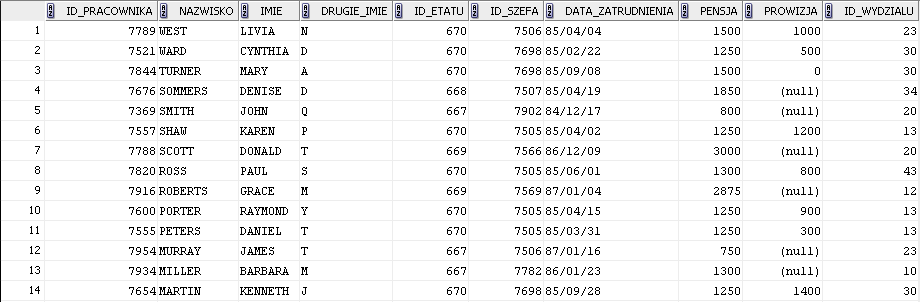 ID_PRACOWNIKA NAZWISKO IMIE DRUGIE_IMIE ID_ETATU ID_SZEFA DATA_ZATRUDNIENIA PENSJA PROWIZJA ID_WYDZIALU
1 7789 WEST LIVIA N 670 7506 85/04/04 1500 1000 23
2 7521 WARD CYNTHIA D 670 7698 85/02/22 1250 500 30
3 7844 TURNER MARY A 670 7698 85/09/08 1500 0 30
4 7676 SOMMERS DENISE D 668 7507 85/04/19 1850 (null) 34
5 7369 SMITH JOHN Q 667 7902 84/12/17 800 (null) 20
6 7557 SHAW KAREN P 670 7505 85/04/02 1250 1200 13
7 7788 SCOTT DONALD T 669 7566 86/12/09 3000 (null) 20
8 7820 ROSS PAUL S 670 7505 85/06/01 1300 800 43
9 7916 ROBERTS GRACE M 669 7569 87/01/04 2875 (null) 12
10 7600 PORTER RAYMOND Y 670 7505 85/04/15 1250 900 13
11 7555 PETERS DANIEL T 670 7505 85/03/31 1250 300 13
12 7954 MURRAY JAMES T 667 7506 87/01/16 750 (null) 23
13 7934 MILLER BARBARA M 667 7782 86/01/23 1300 (null) 10
14 7654 MARTIN KENNETH J 670 7698 85/09/28 1250 1400 30